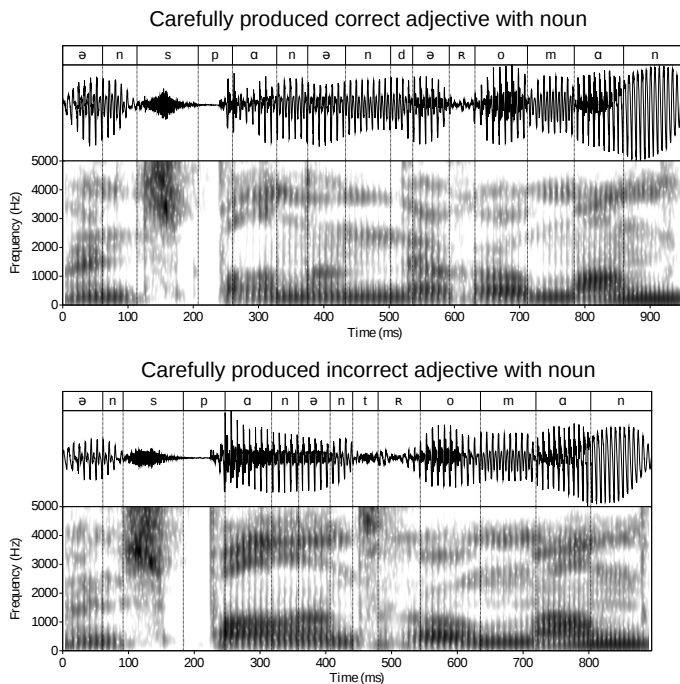 Carefully produced correct adjective with noun
ə n s p ɑ n ə n d ə ʀ o m ɑ n
5000
4000
3000
2000
1000
0
Frequency (Hz)
0 100 200 300 400 500 600 700 800 900
Time (ms)
Carefully produced incorrect adjective with noun
ə n s p ɑ n ə n t ʀ o m ɑ n
5000
4000
3000
2000
1000
0
Frequency (Hz)
0 100 200 300 400 500 600 700 800
Time (ms)